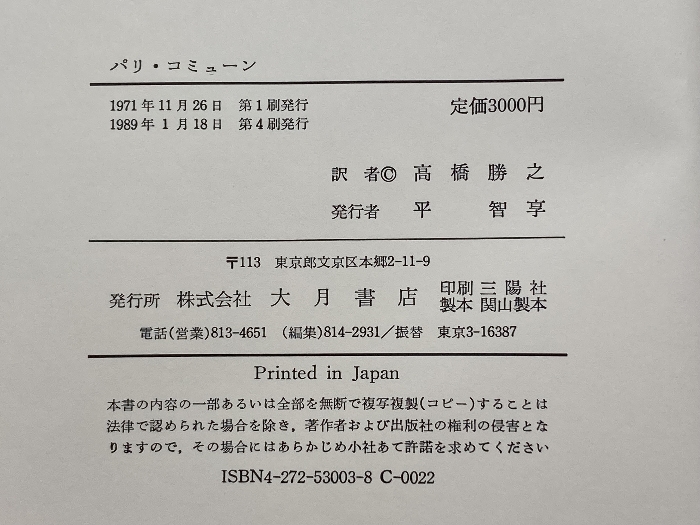 パリ・コミューン
1971年11月26日 第1刷発行
1989年 1月18日 第4刷発行
定価3000円
訳 者© 高 橋 勝 之
発行者 平 智 享
〒113 東京郎文京区本郷2-11-9
発行所 株式会社 大 月 書 店
印刷 三 陽 社
製本 関山製本
電話(営業)813-4651 (編集)814-2931/振替 東京3-16387
Printed in Japan
本書の内容の一部あるいは全部を無断で複写複製(コピー)することは
法律で認められた場合を除き，著作者および出版社の権利の侵害とな
りますので，その場合にはあらかじめ小社あて許諾を求めてください
ISBN4-272-53003-8 C-0022